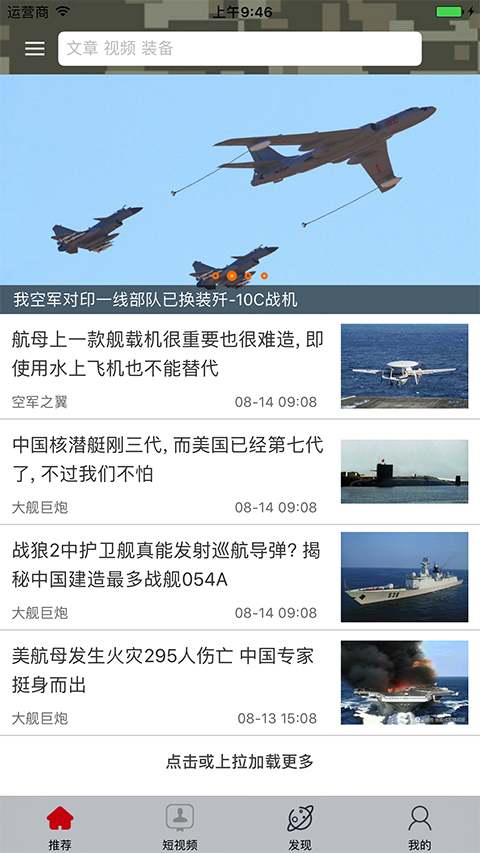 运营商 上午9:46
文章 视频 装备
我空军对印一线部队已换装歼-10C战机
航母上一款舰载机很重要也很难造, 即
使用水上飞机也不能替代
空军之翼 08-14 09:08
中国核潜艇刚三代, 而美国已经第七代
了, 不过我们不怕
大舰巨炮 08-14 09:08
战狼2中护卫舰真能发射巡航导弹? 揭
秘中国建造最多战舰054A
大舰巨炮 08-14 09:08
538
美航母发生火灾295人伤亡 中国专家
挺身而出
大舰巨炮 08-13 15:08
点击或上拉加载更多
推荐 短视频 发现 我的